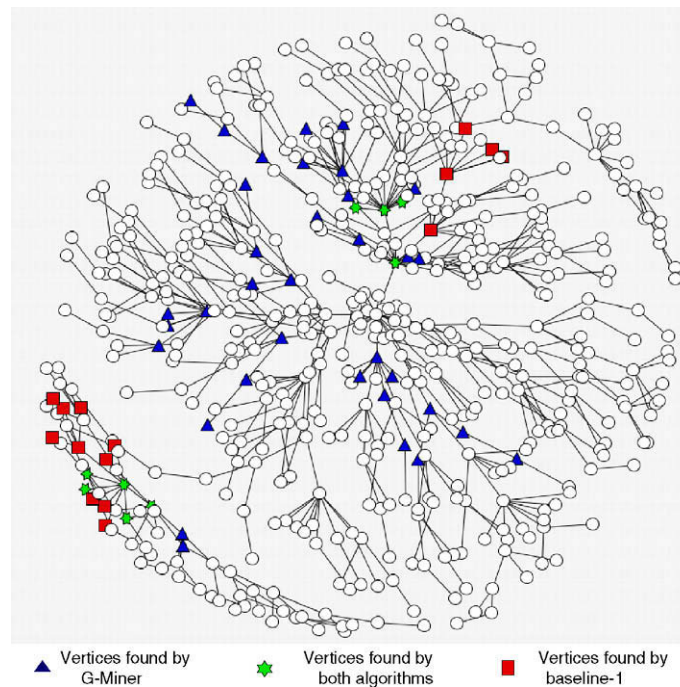 Vertices found by
G-Miner
Vertices found by
both algorithms
Vertices found by
baseline-1